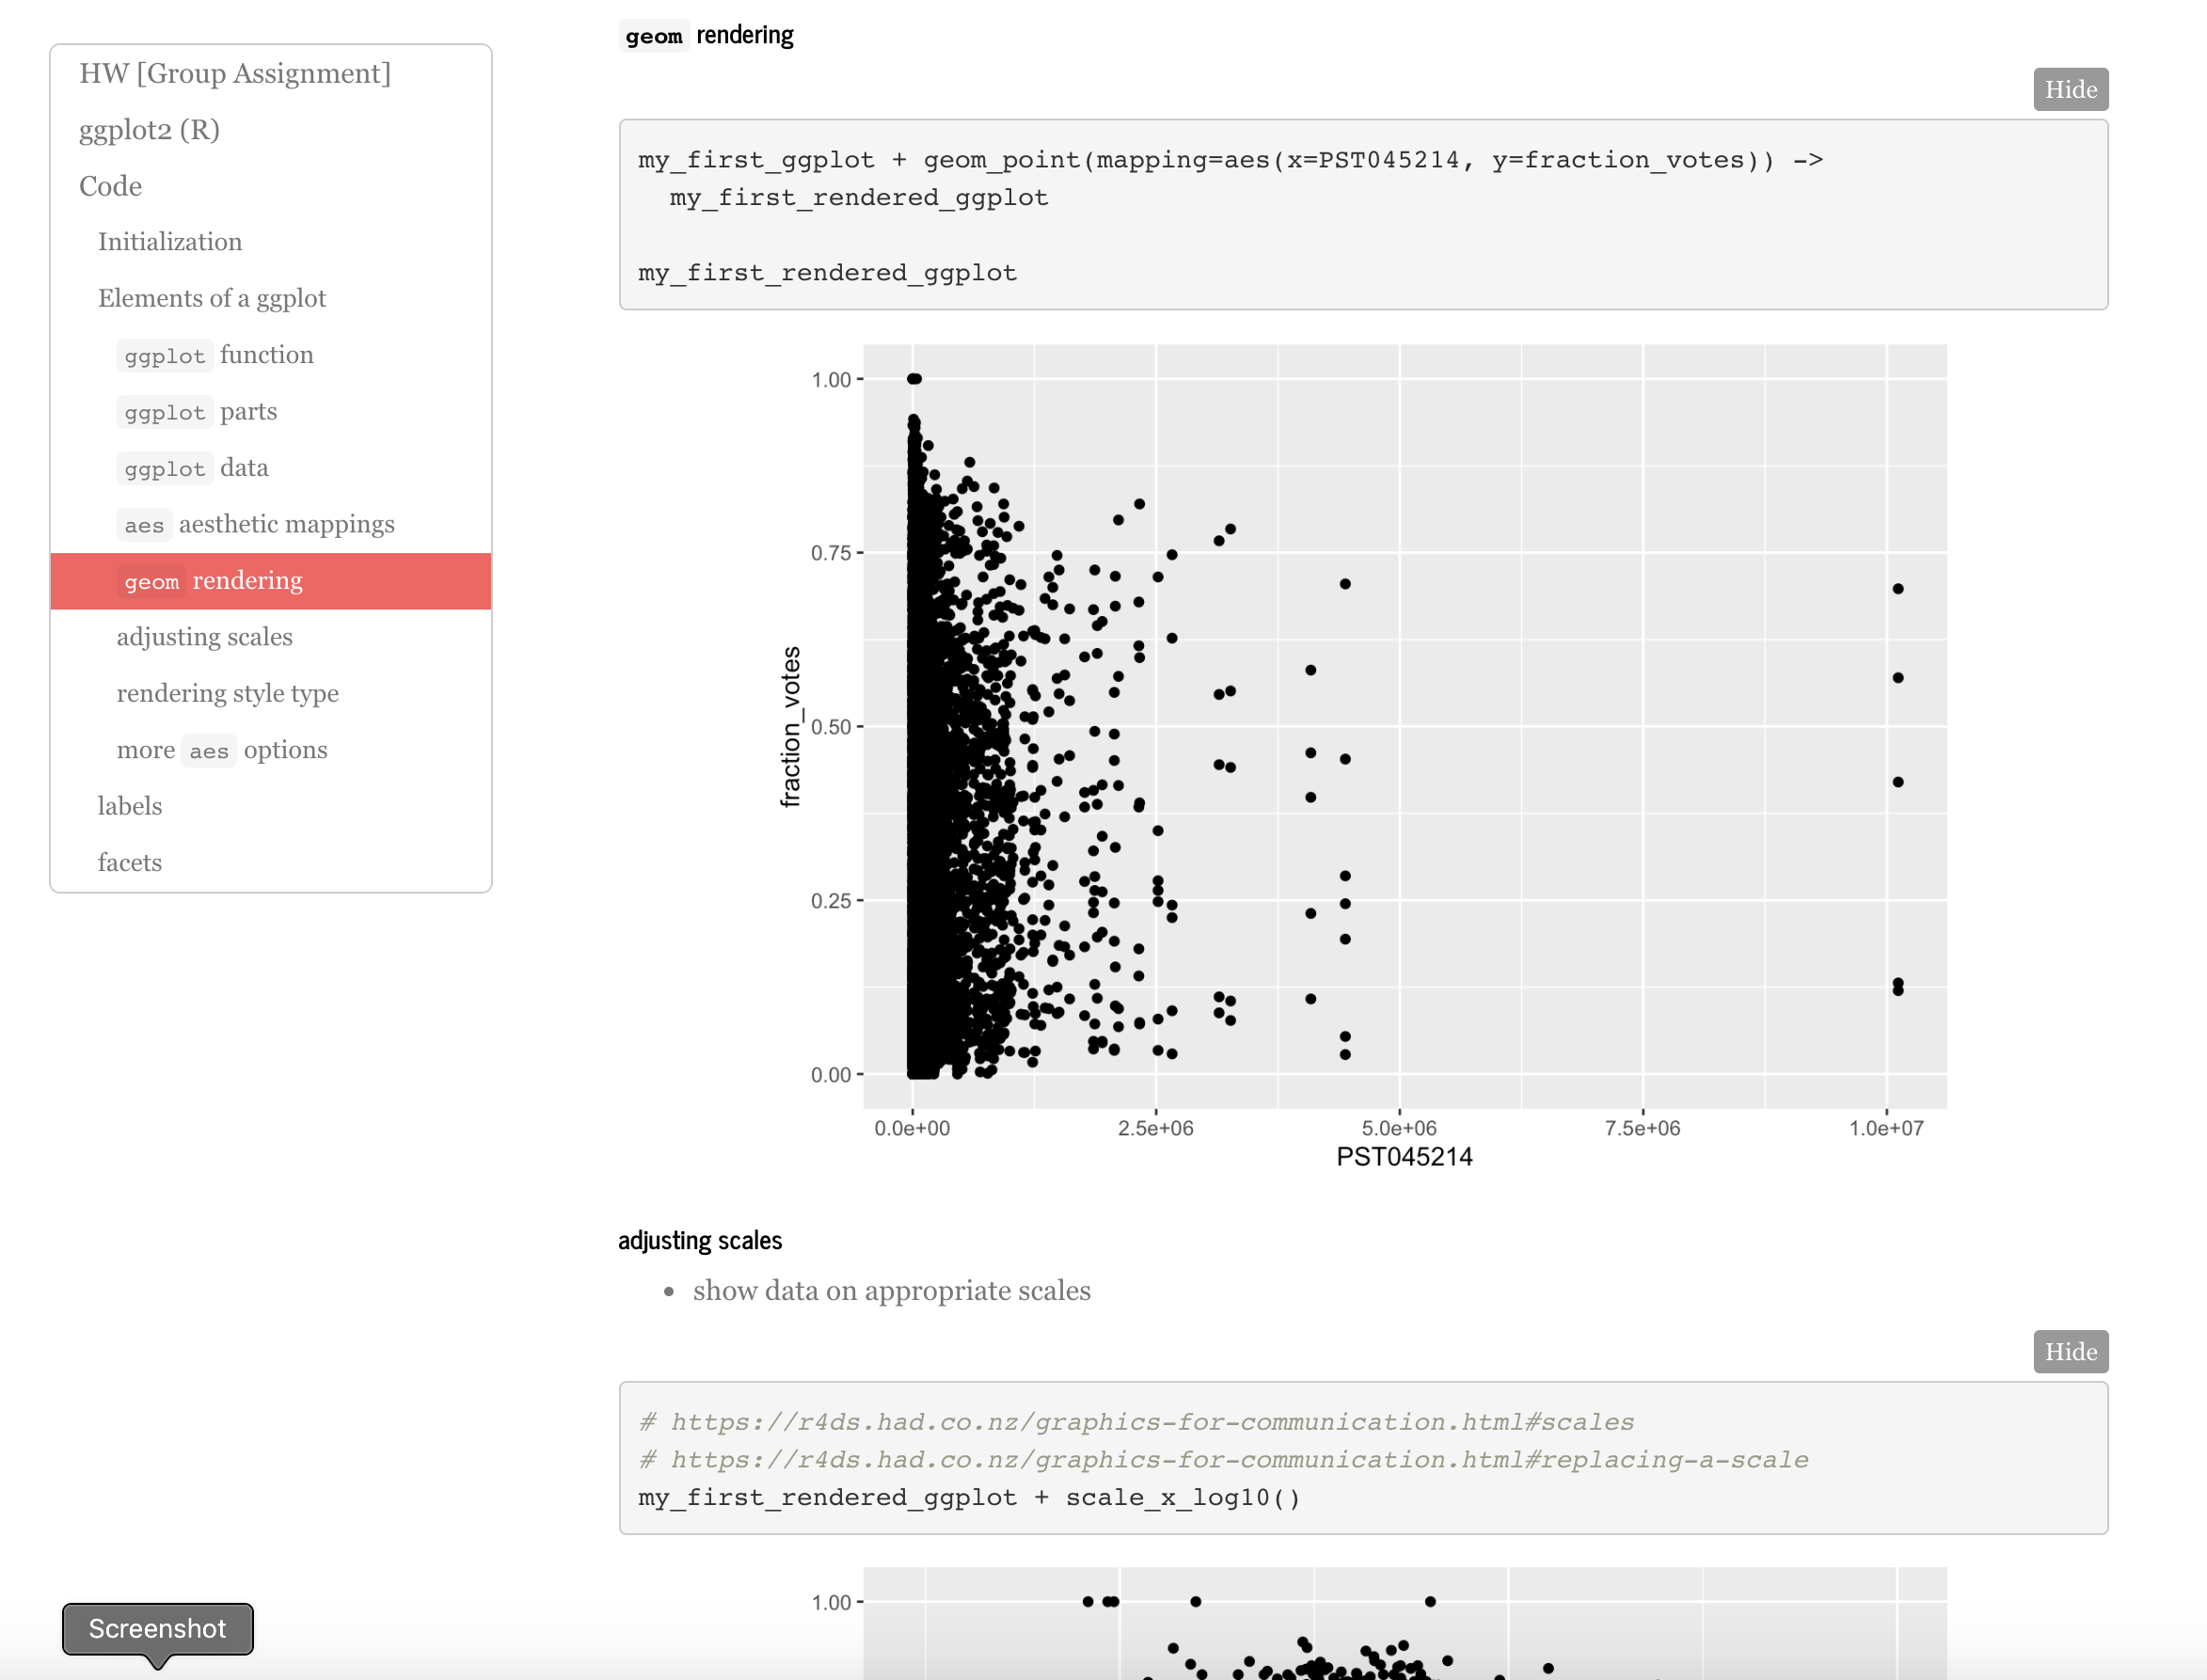 HW [Group Assignment]
ggplot2 (R)
Code
Initialization
Elements of a ggplot
ggplot function
ggplot parts
ggplot data
aes aesthetic mappings
geom rendering
adjusting scales
rendering style type
more aes options
labels
facets
geom rendering
Hide
my_first_ggplot + geom_point(mapping=aes(x=PST045214, y=fraction_votes)) ->
  my_first_rendered_ggplot
my_first_rendered_ggplot
1.00
0.75
0.50
0.25
0.00
fraction_votes
0.0e+00 2.5e+06 5.0e+06 7.5e+06 1.0e+07
PST045214
adjusting scales
• show data on appropriate scales
Hide
# https://r4ds.had.co.nz/graphics-for-communication.html#scales
# https://r4ds.had.co.nz/graphics-for-communication.html#replacing-a-scale
my_first_rendered_ggplot + scale_x_log10()
1.00
Screenshot